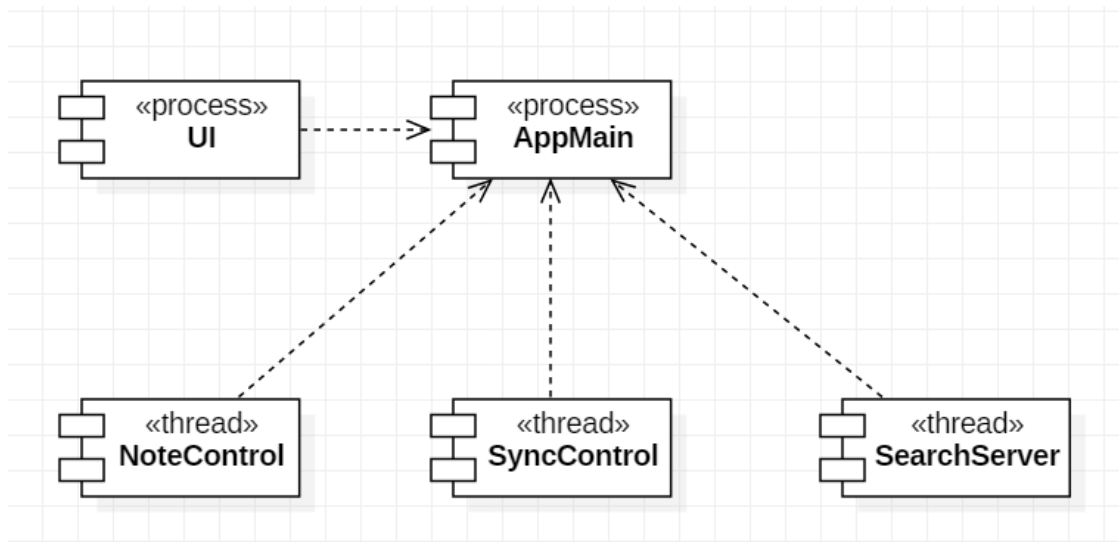 «process»
UI
«process»
AppMain
«thread»
NoteControl
«thread»
SyncControl
«thread»
SearchServer